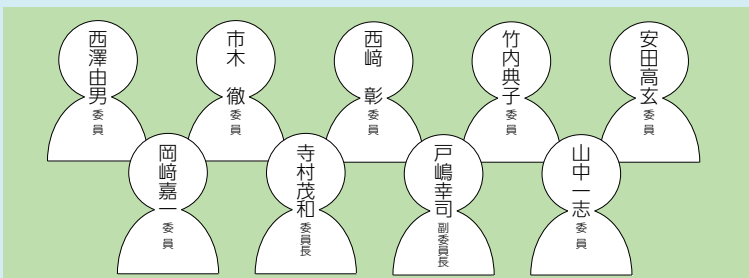 西澤由男 委員
市木 徹 委員
西﨑 彰 委員
竹内典子 委員
安田高玄 委員
岡﨑嘉一 委員
寺村茂和 委員長
戸嶋幸司 副委員長
山中一志 委員